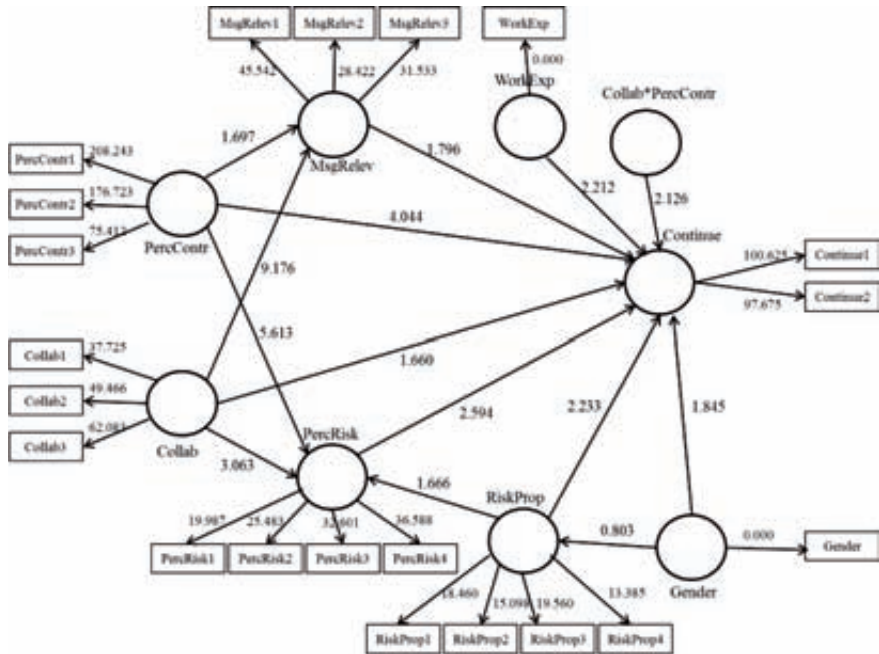 MsgRelev1 MsgRelev2 MsgRelev3 WorkExp
45.542 28.422 31.533 0.000
WorkExp Collab*PercContr
MsgRelev
PercContr1 208.243
PercContr2 176.723
PercContr3
PercContr
1.697
1.796
2.212
2.126
4.044
Continue
100.625 Continue1
97.675 Continue2
9.176
5.613
Collab1 37.725
Collab2 49.466
Collab3 62.083
Collab
1.660
2.594
2.233
1.845
3.063
PercRisk
1.666
RiskProp
0.803
0.000
Gender
Gender
19.987 25.483 32.601 36.588
PercRisk1 PercRisk2 PercRisk3 PercRisk4
18.460 15.098 19.560 13.385
RiskProp1 RiskProp2 RiskProp3 RiskProp4